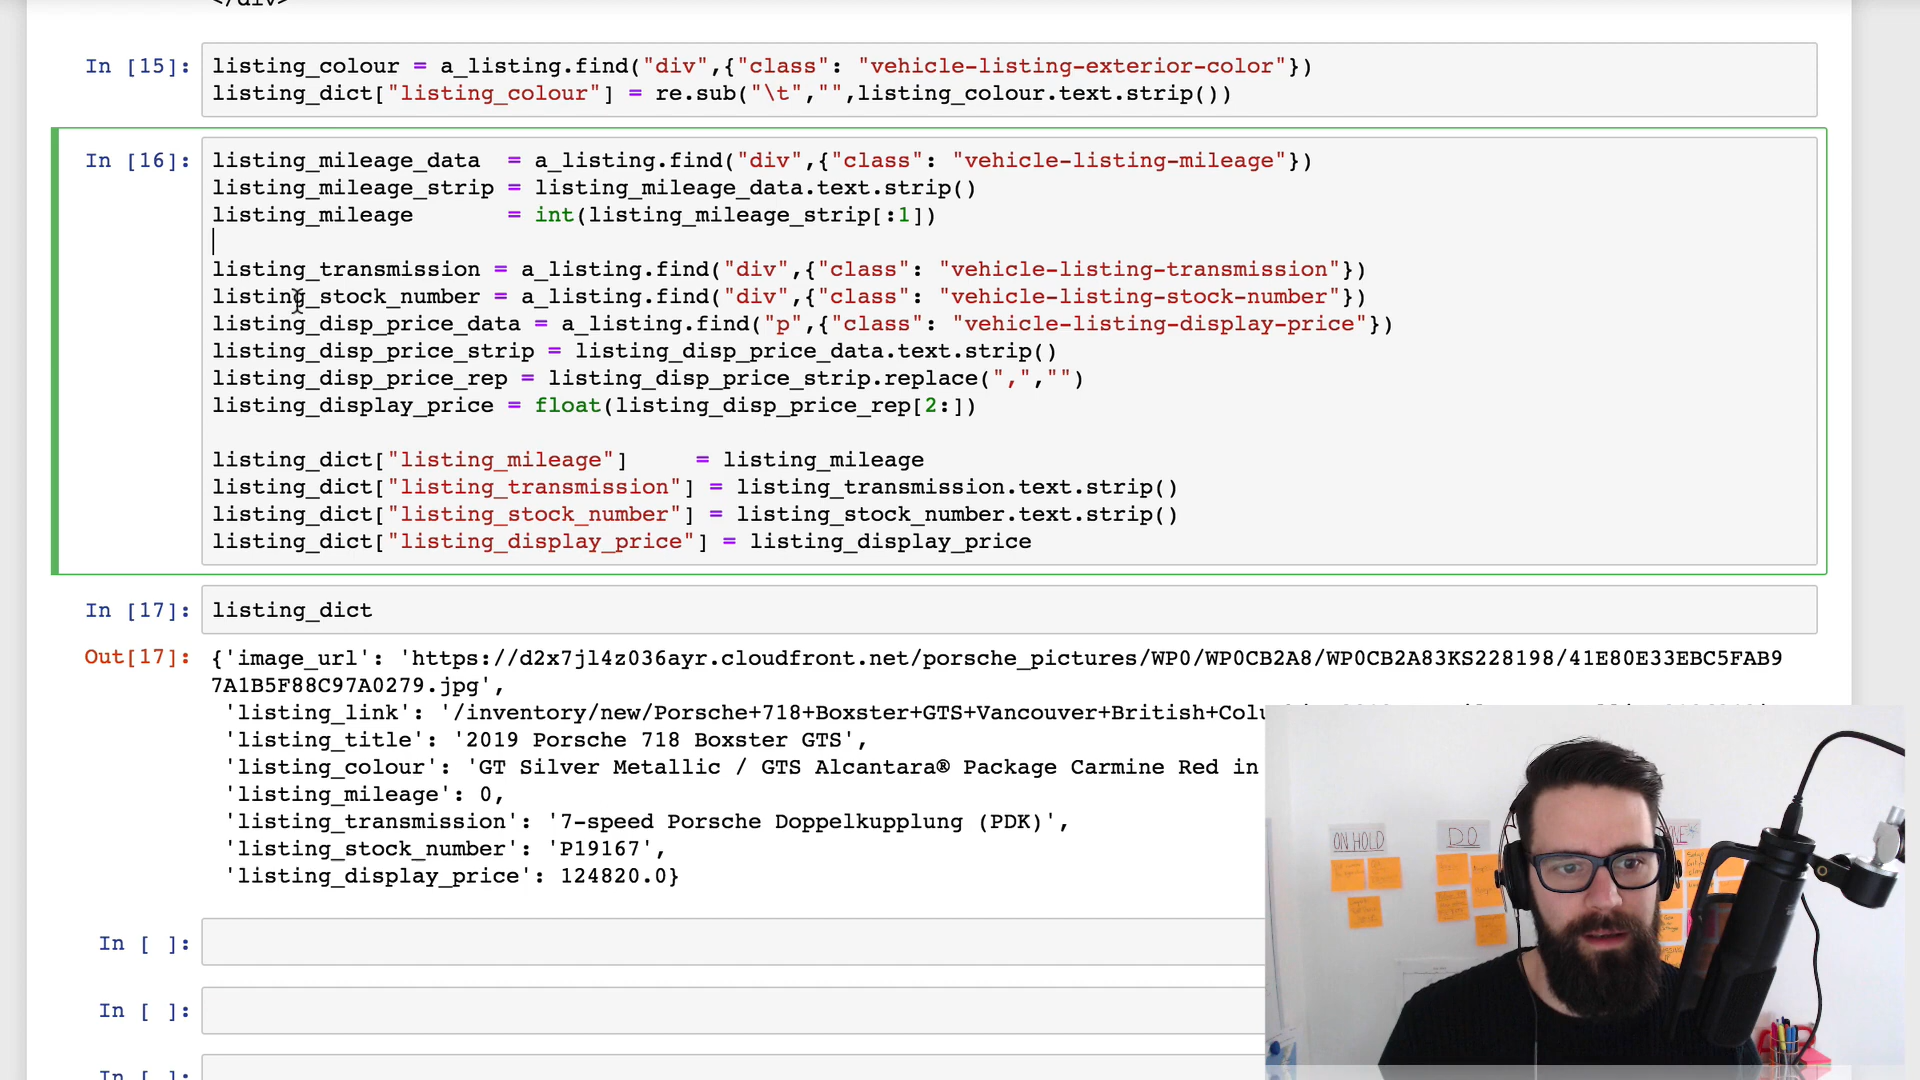 </div>
In [15]: listing_colour = a_listing.find("div",{"class": "vehicle-listing-exterior-color"})
listing_dict["listing_colour"] = re.sub("\t","",listing_colour.text.strip())
In [16]: listing_mileage_data  = a_listing.find("div",{"class": "vehicle-listing-mileage"})
listing_mileage_strip = listing_mileage_data.text.strip()
listing_mileage       = int(listing_mileage_strip[:1])
listing_transmission = a_listing.find("div",{"class": "vehicle-listing-transmission"})
listing_stock_number = a_listing.find("div",{"class": "vehicle-listing-stock-number"})
listing_disp_price_data = a_listing.find("p",{"class": "vehicle-listing-display-price"})
listing_disp_price_strip = listing_disp_price_data.text.strip()
listing_disp_price_rep = listing_disp_price_strip.replace(",","")
listing_display_price = float(listing_disp_price_rep[2:])
listing_dict["listing_mileage"]     = listing_mileage
listing_dict["listing_transmission"] = listing_transmission.text.strip()
listing_dict["listing_stock_number"] = listing_stock_number.text.strip()
listing_dict["listing_display_price"] = listing_display_price
In [17]: listing_dict
Out[17]: {'image_url': 'https://d2x7jl4z036ayr.cloudfront.net/porsche_pictures/WP0/WP0CB2A8/WP0CB2A83KS228198/41E80E33EBC5FAB9
7A1B5F88C97A0279.jpg',
'listing_link': '/inventory/new/Porsche+718+Boxster+GTS+Vancouver+British+Colu
'listing_title': '2019 Porsche 718 Boxster GTS',
'listing_colour': 'GT Silver Metallic / GTS Alcantara® Package Carmine Red in
'listing_mileage': 0,
'listing_transmission': '7-speed Porsche Doppelkupplung (PDK)',
'listing_stock_number': 'P19167',
'listing_display_price': 124820.0}
In [ ]:
In [ ]:
In [ ]:
ON HOLD
DO